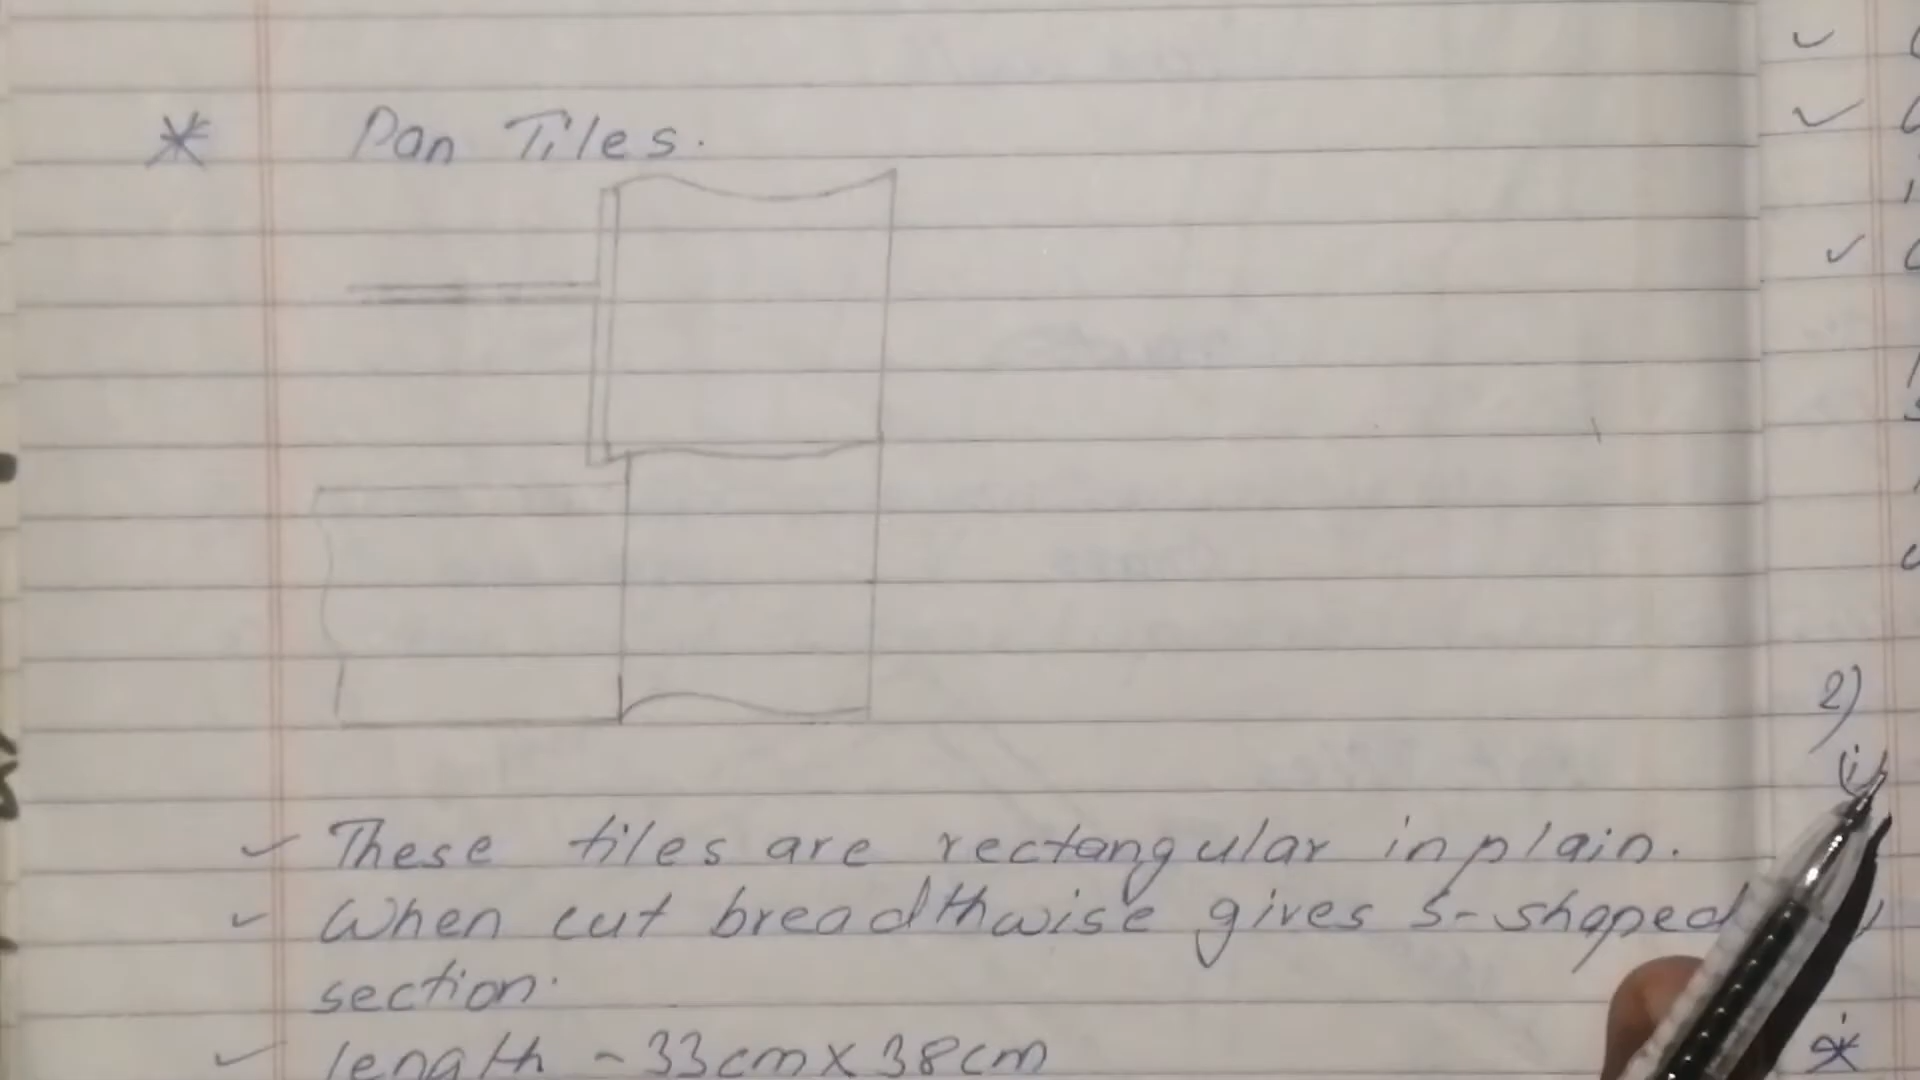 * Pan Tiles.
✓ These tiles are rectangular in plain.
✓ When cut breadthwise gives S-shaped
section.
✓ length - 33cm x 38cm
2)
(i)
*